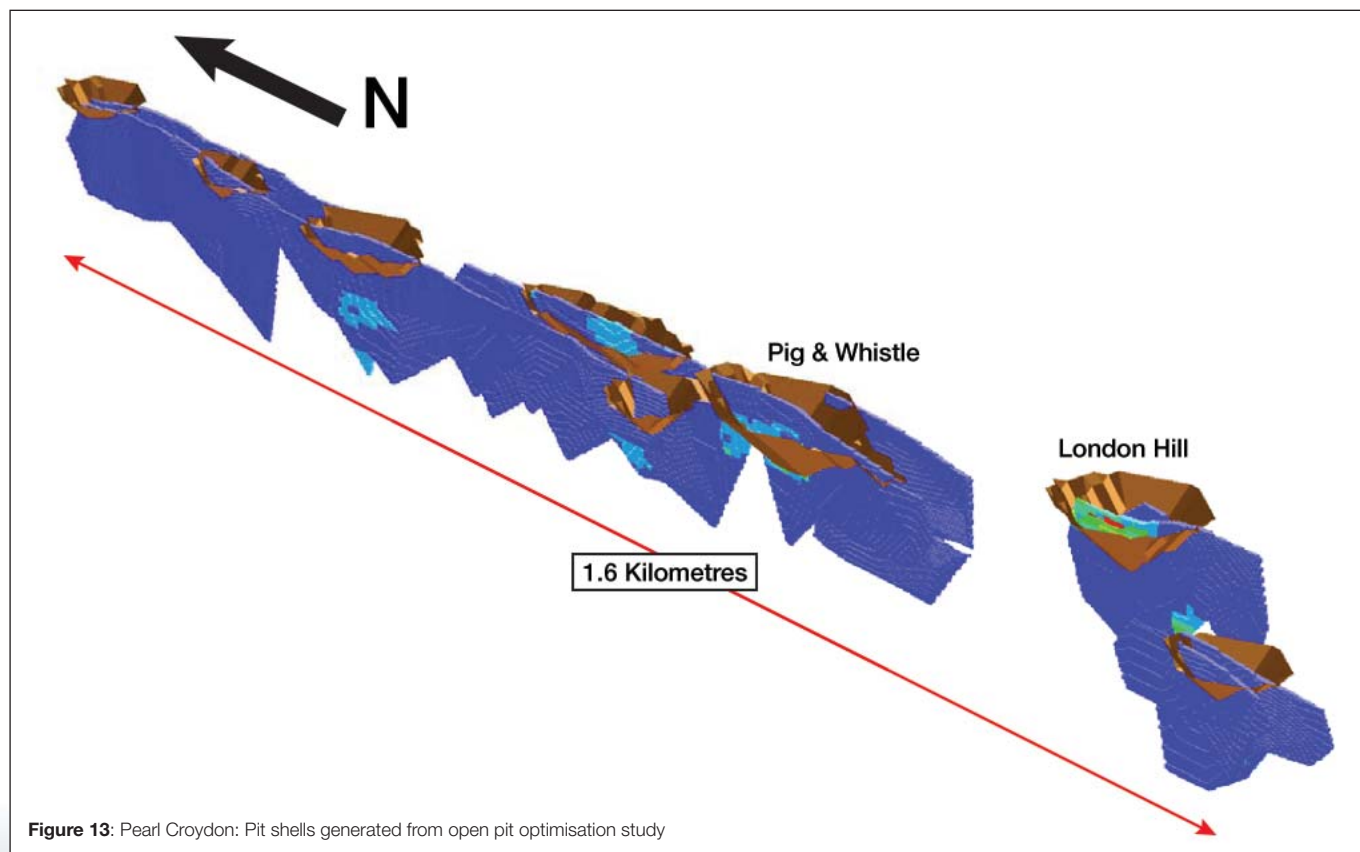 N
Pig & Whistle
London Hill
1.6 Kilometres
Figure 13: Pearl Croydon: Pit shells generated from open pit optimisation study